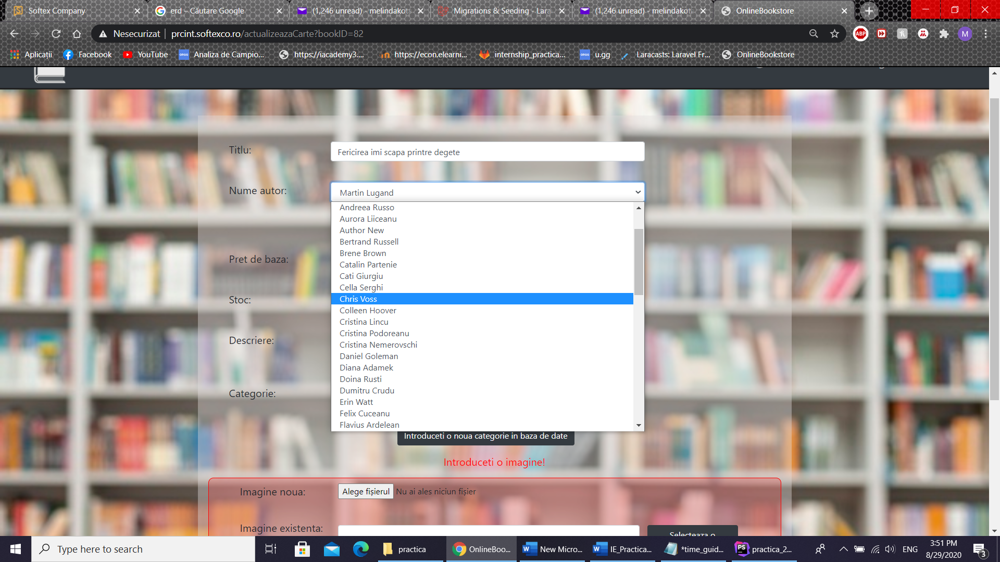 Softex Company
erd – Căutare Google
(1,246 unread) - melindakota
Migrations & Seeding - Lara
(1,246 unread) - melindakota
OnlineBookstore
Nesecurizat
prcint.softexco.ro/actualizeazaCarte?bookID=82
ABP
M
Aplicații
Facebook
YouTube
OPGG
Analiza de Campio...
https://iacademy3....
https://econ.elearni...
internship_practica...
OPGG
u.gg
Laracasts: Laravel Fr...
OnlineBookstore
Titlu:
Fericirea imi scapa printre degete
Nume autor:
Martin Lugand
Andreea Russo
Aurora Liiceanu
Author New
Bertrand Russell
Brene Brown
Catalin Partenie
Cati Giurgiu
Cella Serghi
Chris Voss
Colleen Hoover
Cristina Lincu
Cristina Podoreanu
Cristina Nemerovschi
Daniel Goleman
Diana Adamek
Doina Rusti
Dumitru Crudu
Erin Watt
Felix Cuceanu
Flavius Ardelean
Pret de baza:
Stoc:
Descriere:
Categorie:
Introduceti o noua categorie in baza de date
Introduceti o imagine!
Imagine noua:
Alege fișierul
Nu ai ales niciun fișier
Imagine existenta:
Selecteaza o
Type here to search
practica
OnlineBoo...
New Micro...
IE_Practica...
*time_guid...
PS
practica_2...
ENG
3:51 PM
8/29/2020
3